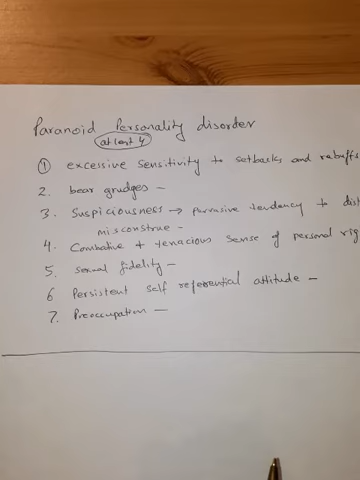 Paranoid Personality disorder
at least 4
1 excessive sensitivity to setbacks and rebuffs
2. bear grudges -
3. Suspiciousness → pervasive tendency to dist
misconstrue -
4. Combative + tenacious sense of personal rig
5. Sexual fidelity -
6 Persistent self referential attitude -
7. Preoccupation -